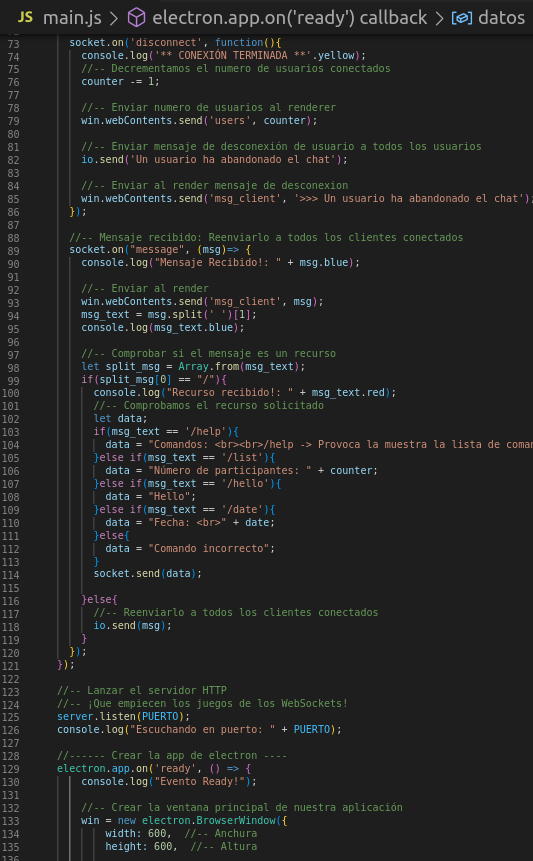 JS main.js > electron.app.on('ready') callback > datos
73 socket.on('disconnect', function(){
74 console.log('** CONEXIÓN TERMINADA **'.yellow);
75 //-- Decrementamos el numero de usuarios conectados
76 counter -= 1;
77
78 //-- Enviar numero de usuarios al renderer
79 win.webContents.send('users', counter);
80
81 //-- Enviar mensaje de desconexión de usuario a todos los usuarios
82 io.send('Un usuario ha abandonado el chat');
83
84 //-- Enviar al render mensaje de desconexion
85 win.webContents.send('msg_client', '>>> Un usuario ha abandonado el chat');
86 });
87
88 //-- Mensaje recibido: Reenviarlo a todos los clientes conectados
89 socket.on("message", (msg)=> {
90 console.log("Mensaje Recibido!: " + msg.blue);
91
92 //-- Enviar al render
93 win.webContents.send('msg_client', msg);
94 msg_text = msg.split(' ')[1];
95 console.log(msg_text.blue);
96
97 //-- Comprobar si el mensaje es un recurso
98 let split_msg = Array.from(msg_text);
99 if(split_msg[0] == "/"){
100 console.log("Recurso recibido!: " + msg_text.red);
101 //-- Comprobamos el recurso solicitado
102 let data;
103 if(msg_text == '/help'){
104 data = "Comandos: <br><br>/help -> Provoca la muestra la lista de coman
105 }else if(msg_text == '/list'){
106 data = "Número de participantes: " + counter;
107 }else if(msg_text == '/hello'){
108 data = "Hello";
109 }else if(msg_text == '/date'){
110 data = "Fecha: <br>" + date;
111 }else{
112 data = "Comando incorrecto";
113 }
114 socket.send(data);
115
116 }else{
117 //-- Reenviarlo a todos los clientes conectados
118 io.send(msg);
119 }
120 });
121 });
122
123 //-- Lanzar el servidor HTTP
124 //-- ¡Que empiecen los juegos de los WebSockets!
125 server.listen(PUERTO);
126 console.log("Escuchando en puerto: " + PUERTO);
127
128 //------ Crear la app de electron ----
129 electron.app.on('ready', () => {
130 console.log("Evento Ready!");
131
132 //-- Crear la ventana principal de nuestra aplicación
133 win = new electron.BrowserWindow({
134 width: 600, //-- Anchura
135 height: 600, //-- Altura
136